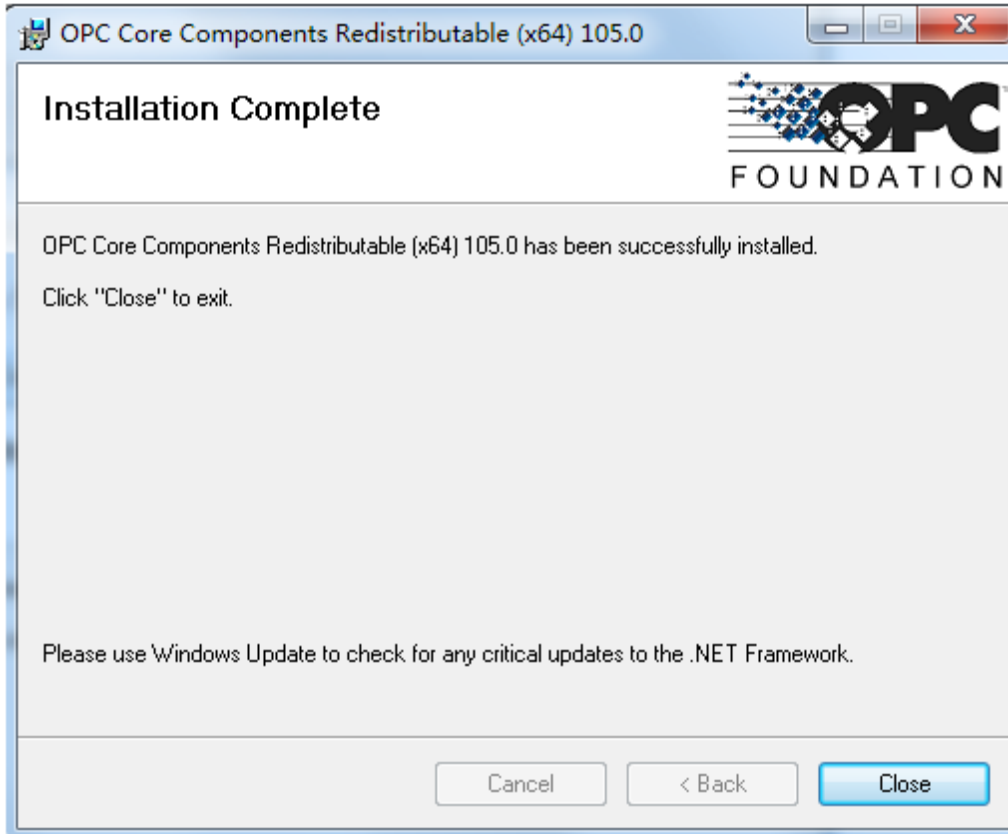 OPC Core Components Redistributable (x64) 105.0
Installation Complete
OPC
FOUNDATION
OPC Core Components Redistributable (x64) 105.0 has been successfully installed.
Click "Close" to exit.
Please use Windows Update to check for any critical updates to the .NET Framework.
Cancel
< Back
Close